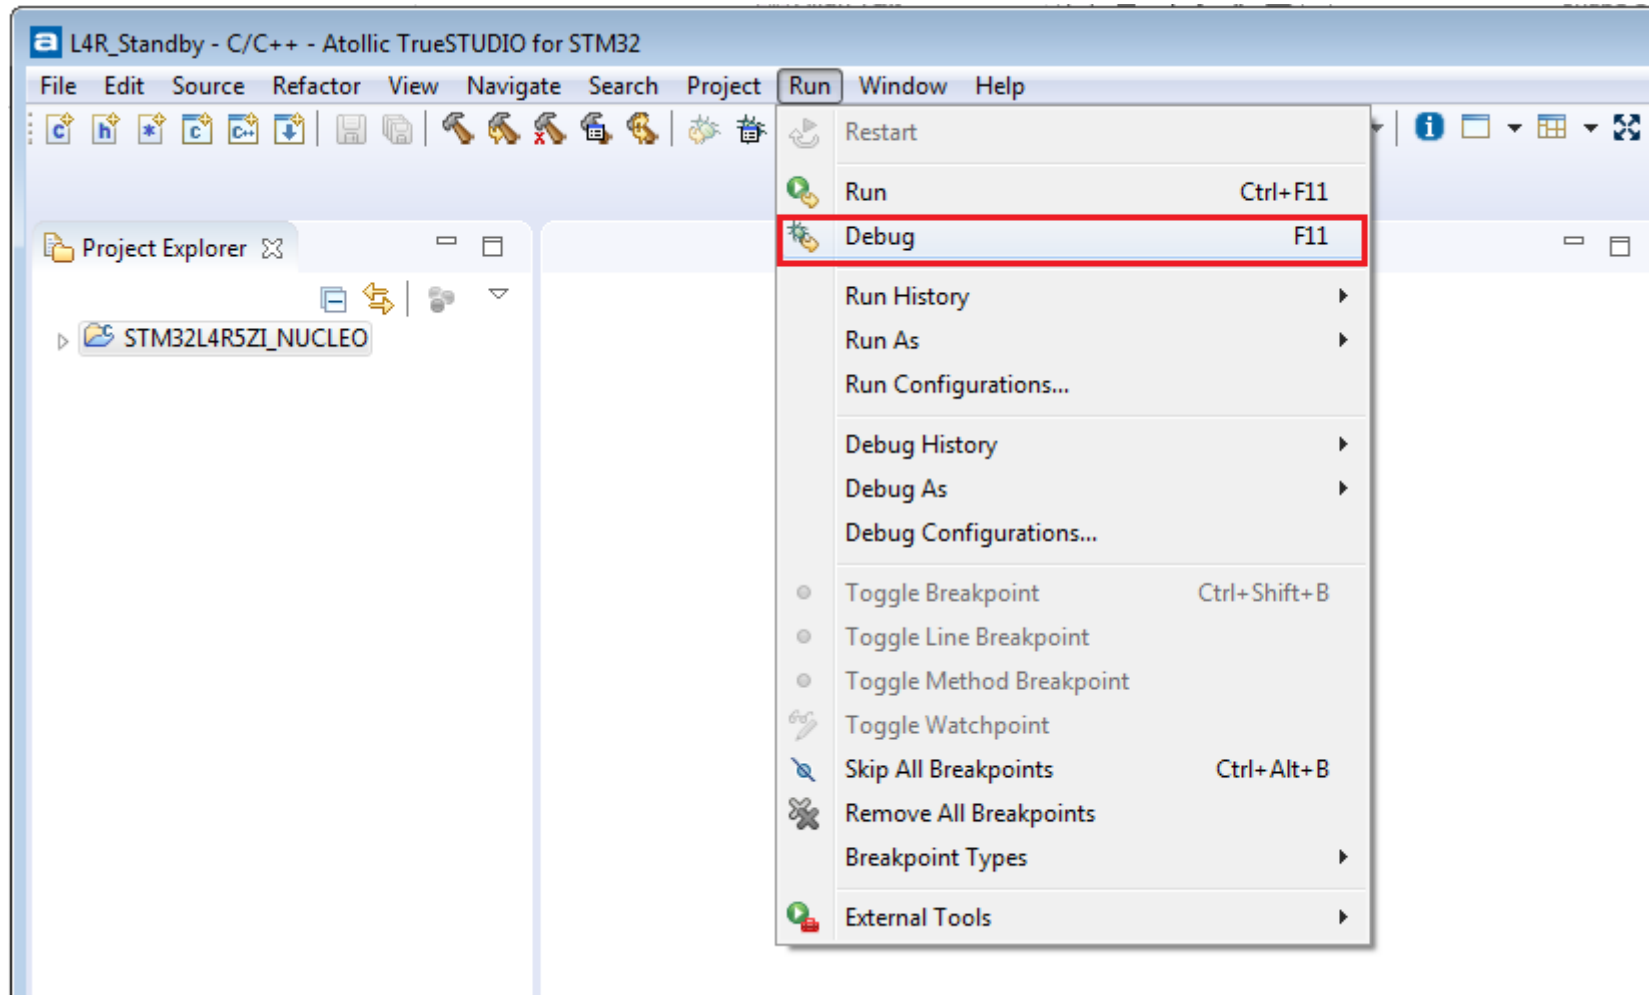 L4R_Standby - C/C++ - Atollic TrueSTUDIO for STM32
File Edit Source Refactor View Navigate Search Project Run Window Help
Restart
Run Ctrl+F11
Debug F11
Project Explorer
Run History
Run As
STM32L4R5ZI_NUCLEO
Run Configurations...
Debug History
Debug As
Debug Configurations...
Toggle Breakpoint Ctrl+Shift+B
Toggle Line Breakpoint
Toggle Method Breakpoint
Toggle Watchpoint
Skip All Breakpoints Ctrl+Alt+B
Remove All Breakpoints
Breakpoint Types
External Tools